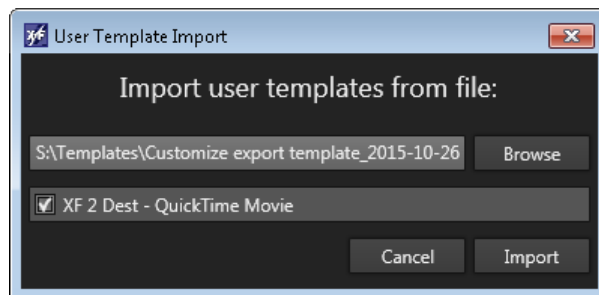 XF User Template Import
Import user templates from file:
S:\Templates\Customize export template_2015-10-26 Browse
XF 2 Dest - QuickTime Movie
Cancel Import